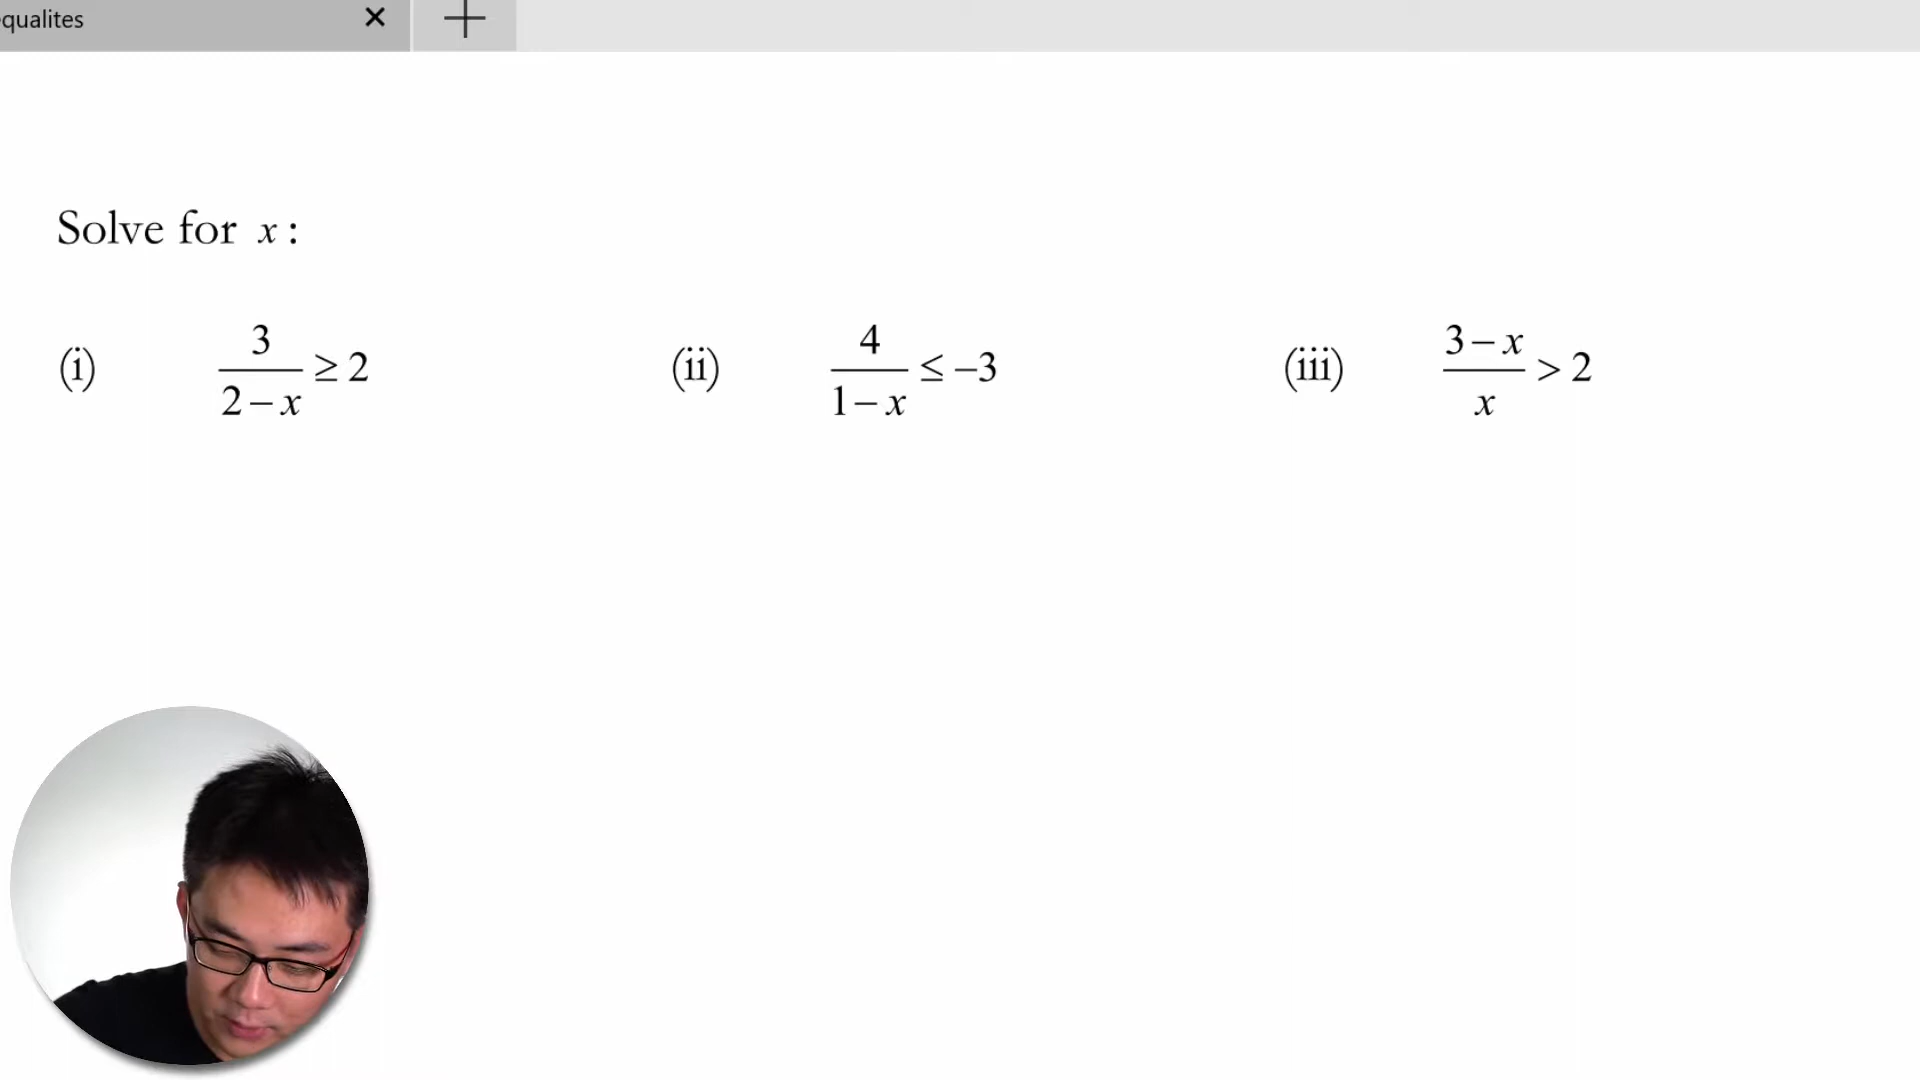 qualites
Solve for x :
(i) 3/(2 − x) ≥ 2 (ii) 4/(1 − x) ≤ −3 (iii) (3 − x)/x > 2